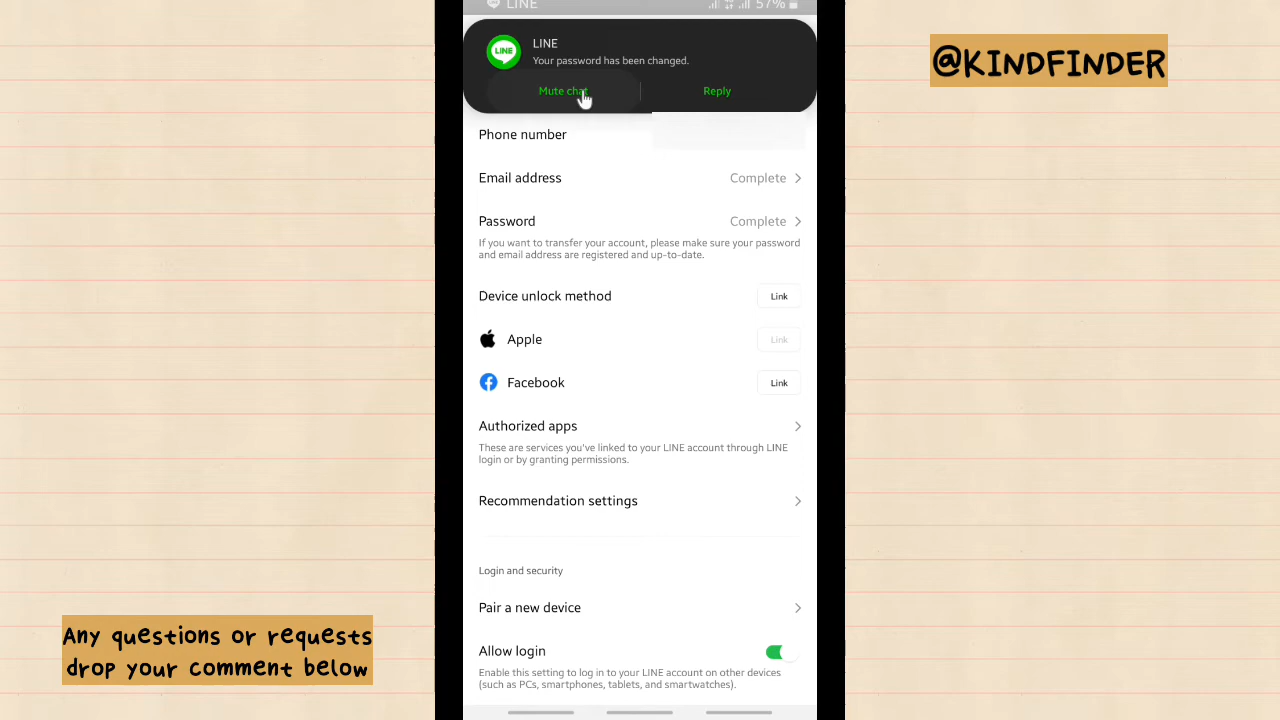 LINE 57%
@KINDFINDER
LINE
LINE
Your password has been changed.
Mute chat Reply
Phone number
Email address Complete
Password Complete
If you want to transfer your account, please make sure your password
and email address are registered and up-to-date.
Device unlock method Link
Apple Link
Facebook Link
Authorized apps
These are services you've linked to your LINE account through LINE
login or by granting permissions.
Recommendation settings
Login and security
Pair a new device
Allow login
Enable this setting to log in to your LINE account on other devices
(such as PCs, smartphones, tablets, and smartwatches).
Any questions or requests
drop your comment below